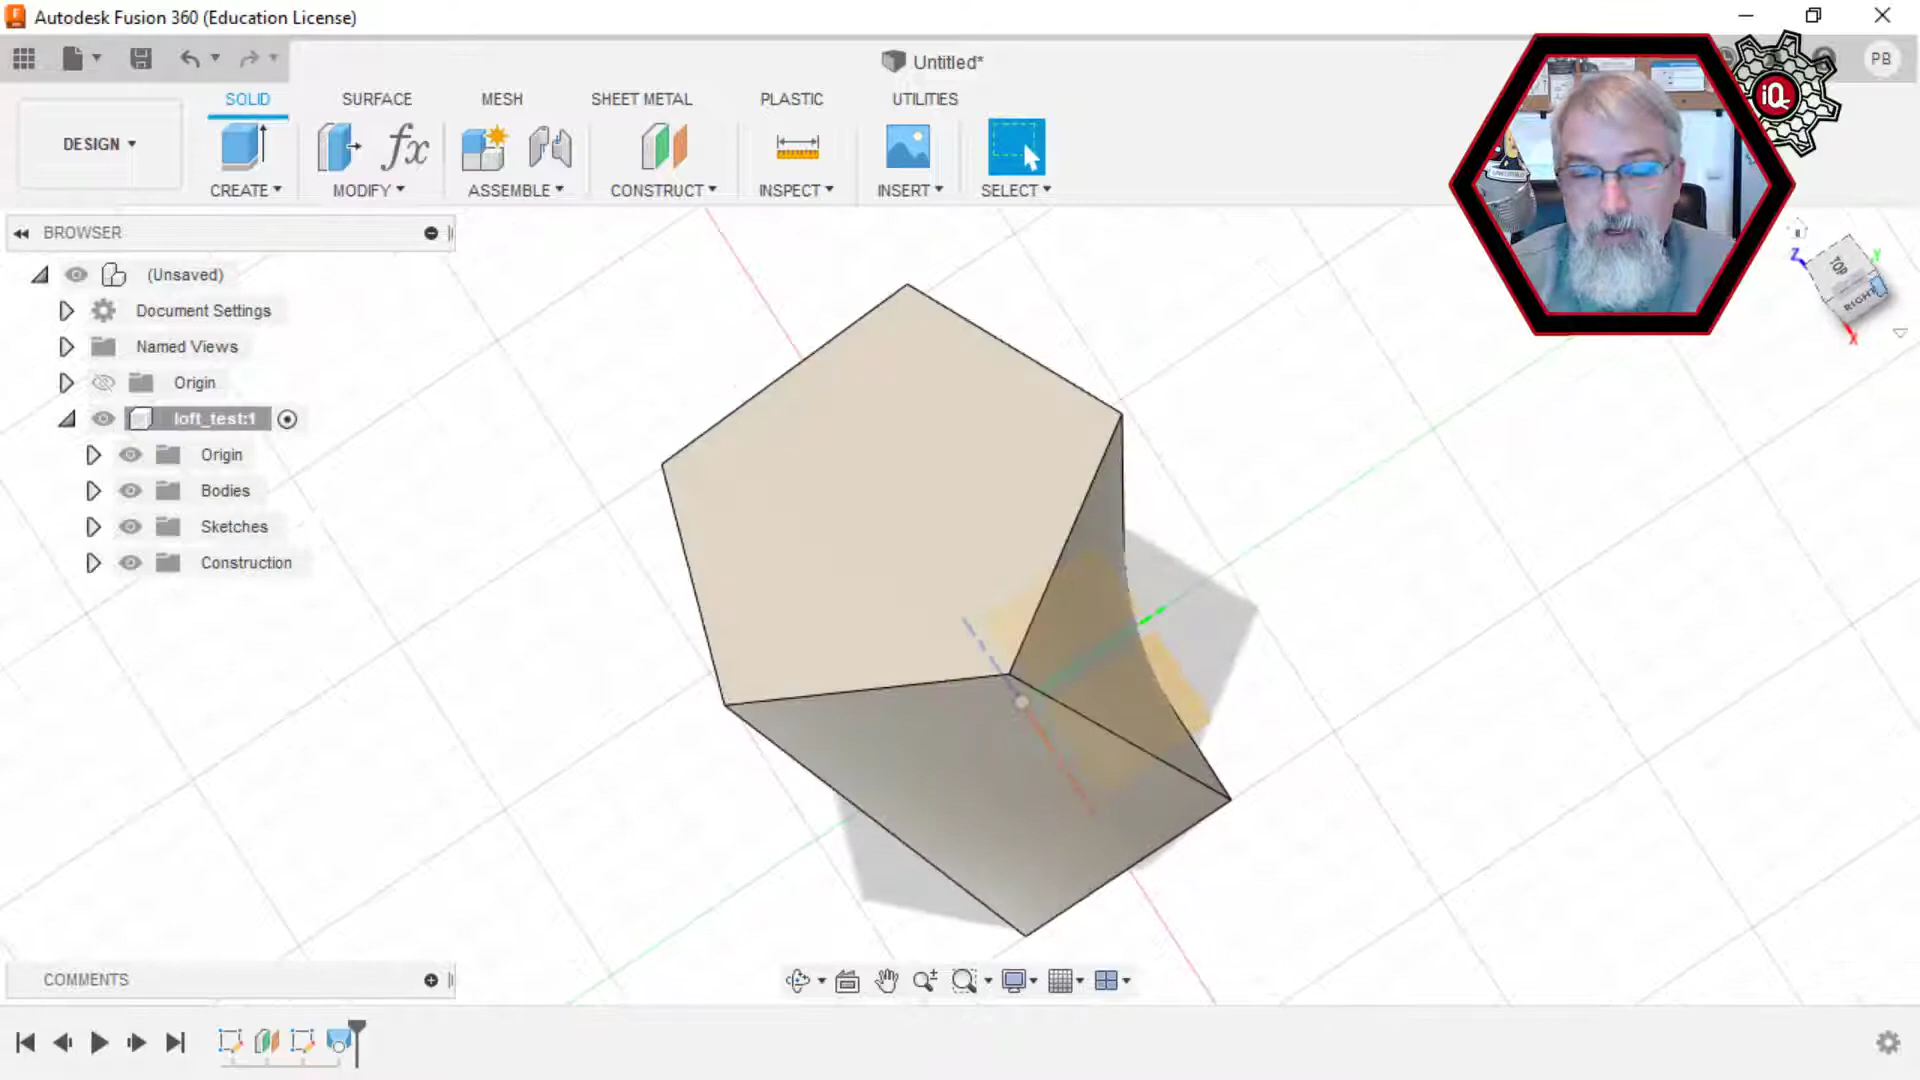 Autodesk Fusion 360 (Education License)
Untitled*
PB
iQ
SOLID SURFACE MESH SHEET METAL PLASTIC UTILITIES
DESIGN
fx
CREATE MODIFY ASSEMBLE CONSTRUCT INSPECT INSERT SELECT
BROWSER
(Unsaved)
Document Settings
Named Views
Origin
loft_test:1
Origin
Bodies
Sketches
Construction
Z
Y
TOP
RIGHT
X
COMMENTS